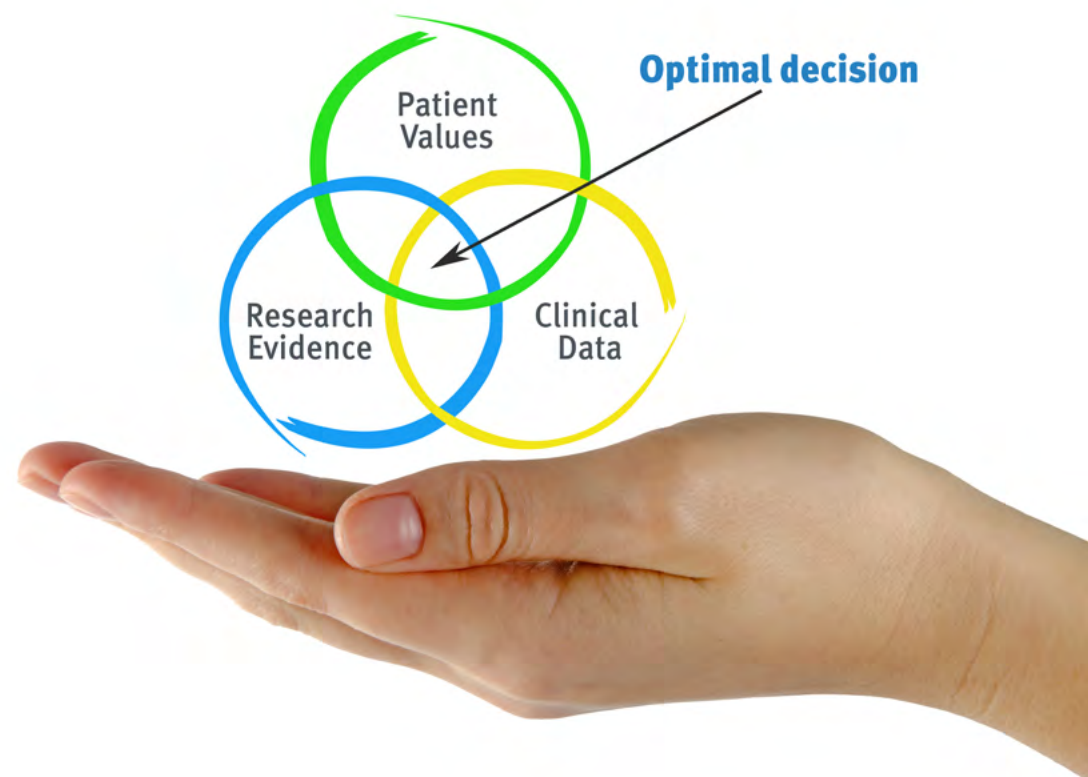 Optimal decision
Patient
Values
Research
Evidence
Clinical
Data